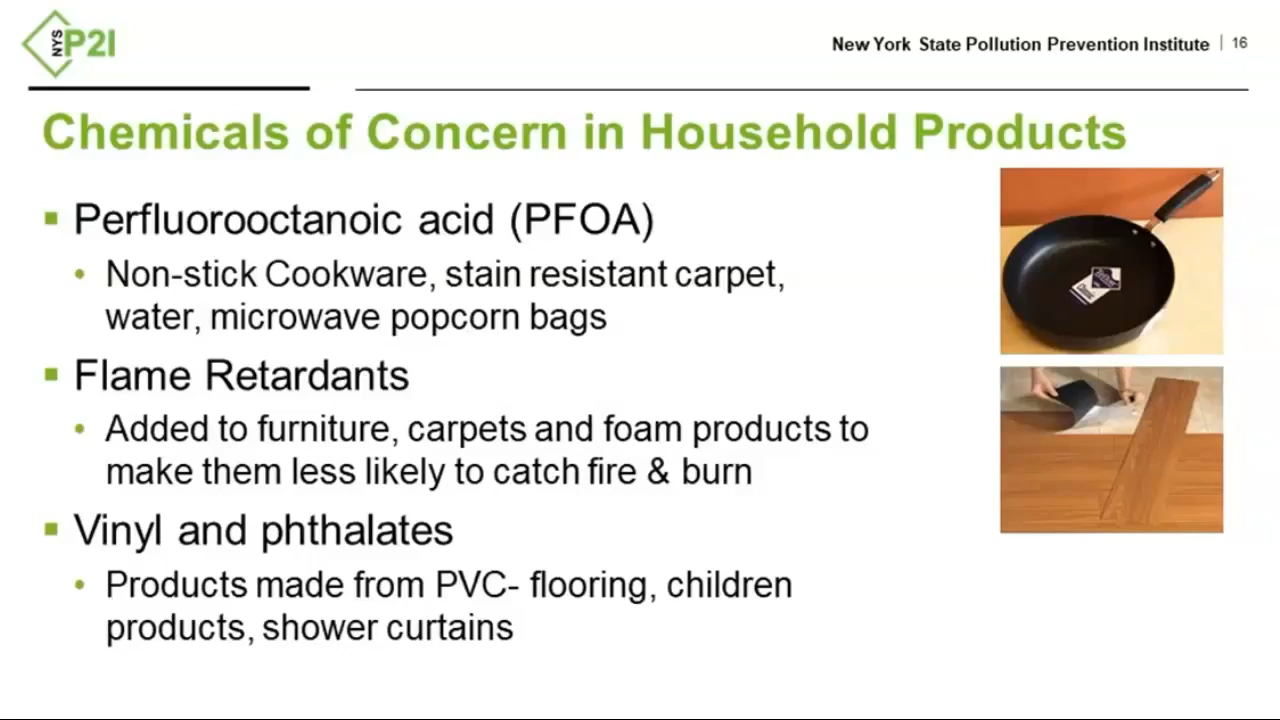 NYS P2I
New York State Pollution Prevention Institute | 16
Chemicals of Concern in Household Products
▪ Perfluorooctanoic acid (PFOA)
• Non-stick Cookware, stain resistant carpet,
water, microwave popcorn bags
▪ Flame Retardants
• Added to furniture, carpets and foam products to
make them less likely to catch fire & burn
▪ Vinyl and phthalates
• Products made from PVC- flooring, children
products, shower curtains